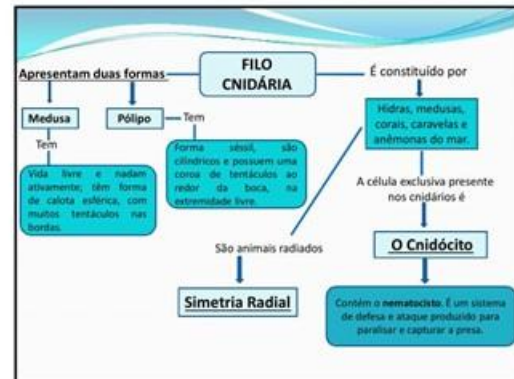 FILO
CNIDÁRIA
Apresentam duas formas
É constituído por
Medusa
Pólipo
Tem
Tem
Hidras, medusas,
corais, caravelas e
anêmonas do mar.
Forma séssil, são
cilíndricos e possuem uma
coroa de tentáculos ao
redor da boca, na
extremidade livre.
Vida livre e nadam
ativamente; têm forma
de calota esférica, com
muitos tentáculos nas
bordas.
A célula exclusiva presente
nos cnidários é
São animais radiados
O Cnidócito
Simetria Radial
Contém o nematocisto. É um sistema
de defesa e ataque produzido para
paralisar e capturar a presa.